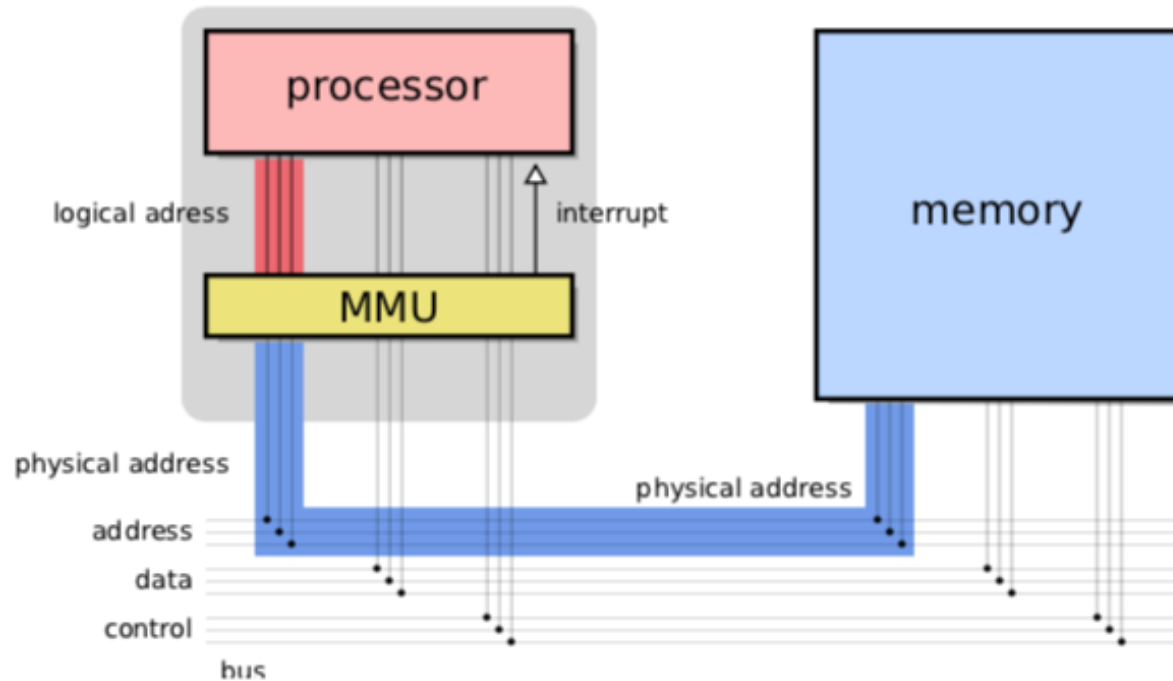 processor
memory
logical adress
interrupt
MMU
physical address
physical address
address
data
control
bus